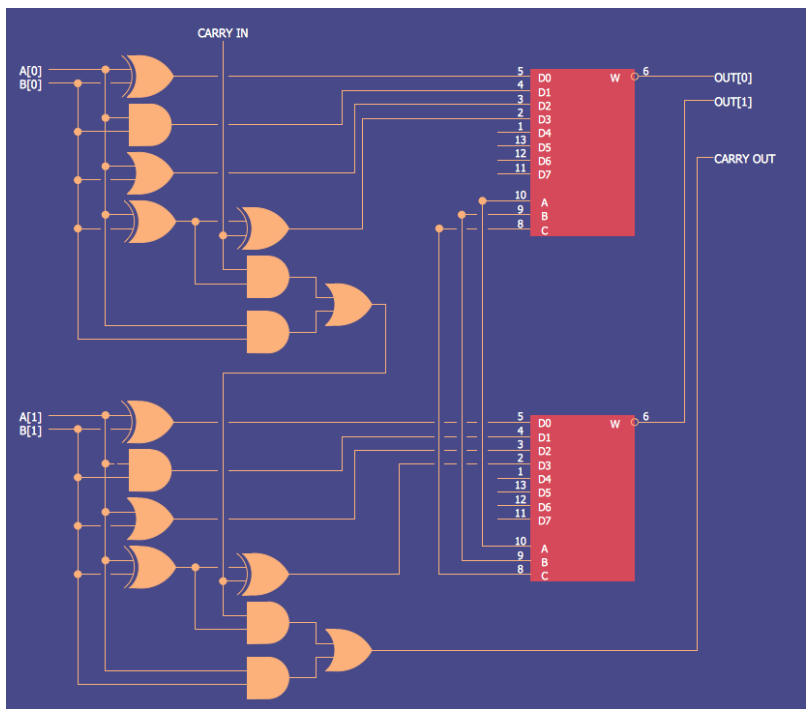 CARRY IN
A[0]
B[0]
5 D0 W 6 OUT[0]
4 D1
3 D2 OUT[1]
2 D3
1 D4
13 D5
12 D6 CARRY OUT
11 D7
10 A
9 B
8 C
A[1]
B[1]
5 D0 W 6
4 D1
3 D2
2 D3
1 D4
13 D5
12 D6
11 D7
10 A
9 B
8 C